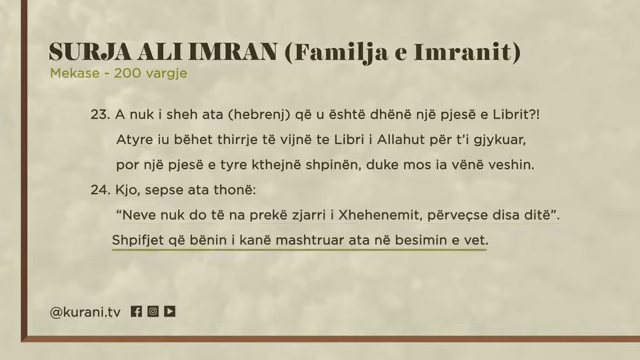 SURJA ALI IMRAN (Familja e Imranit)
Mekase - 200 vargje
23. A nuk i sheh ata (hebrenj) që u është dhënë një pjesë e Librit?!
Atyre iu bëhet thirrje të vijnë te Libri i Allahut për t’i gjykuar,
por një pjesë e tyre kthejnë shpinën, duke mos ia vënë veshin.
24. Kjo, sepse ata thonë:
“Neve nuk do të na prekë zjarri i Xhehenemit, përveçse disa ditë”.
Shpifjet që bënin i kanë mashtruar ata në besimin e vet.
@kurani.tv